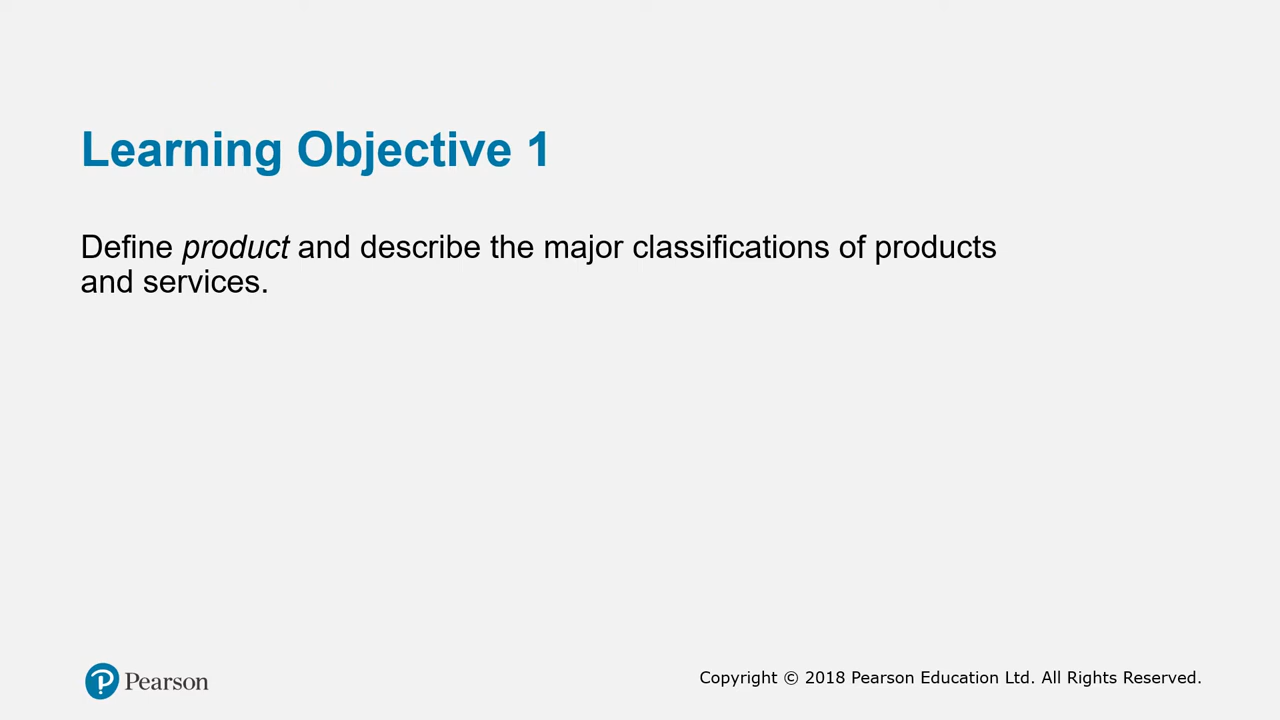 Learning Objective 1
Define product and describe the major classifications of products
and services.
Pearson
Copyright © 2018 Pearson Education Ltd. All Rights Reserved.